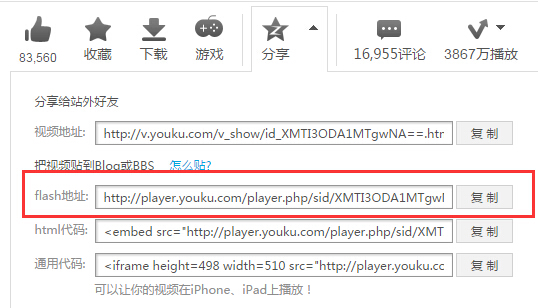 83,560
收藏
下载
游戏
分享
16,955评论
3867万播放
分享给站外好友
视频地址: http://v.youku.com/v_show/id_XMTI3ODA1MTgwNA==.htm 复 制
把视频贴到Blog或BBS 怎么贴?
flash地址: http://player.youku.com/player.php/sid/XMTI3ODA1MTgwI 复 制
html代码: <embed src="http://player.youku.com/player.php/sid/XMT 复 制
通用代码: <iframe height=498 width=510 src="http://player.youku.cc 复 制
可以让你的视频在iPhone、iPad上播放！